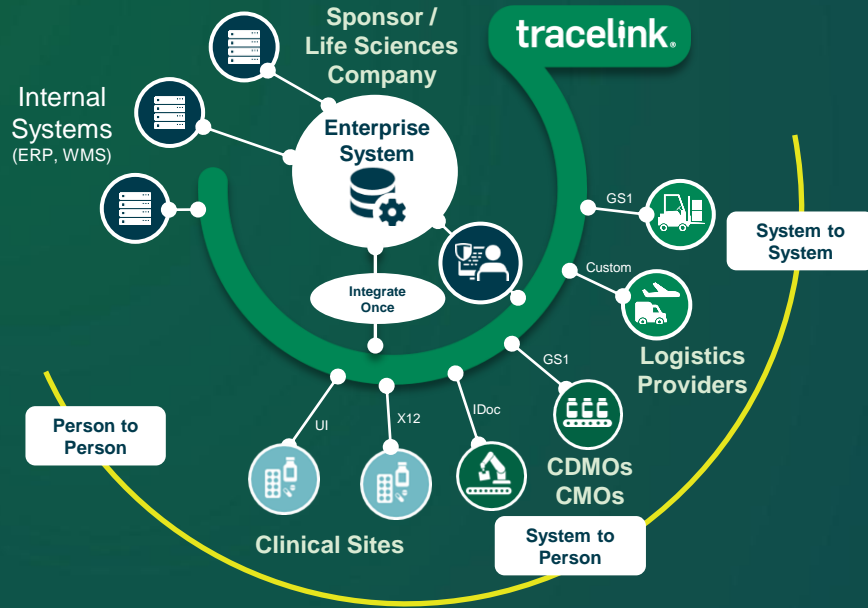 Sponsor /
Life Sciences
Company
tracelink.
Internal
Systems
(ERP, WMS)
Enterprise
System
Integrate
Once
GS1
System to
System
Custom
Logistics
Providers
GS1
IDoc
X12
UI
Person to
Person
CDMOs
CMOs
Clinical Sites
System to
Person